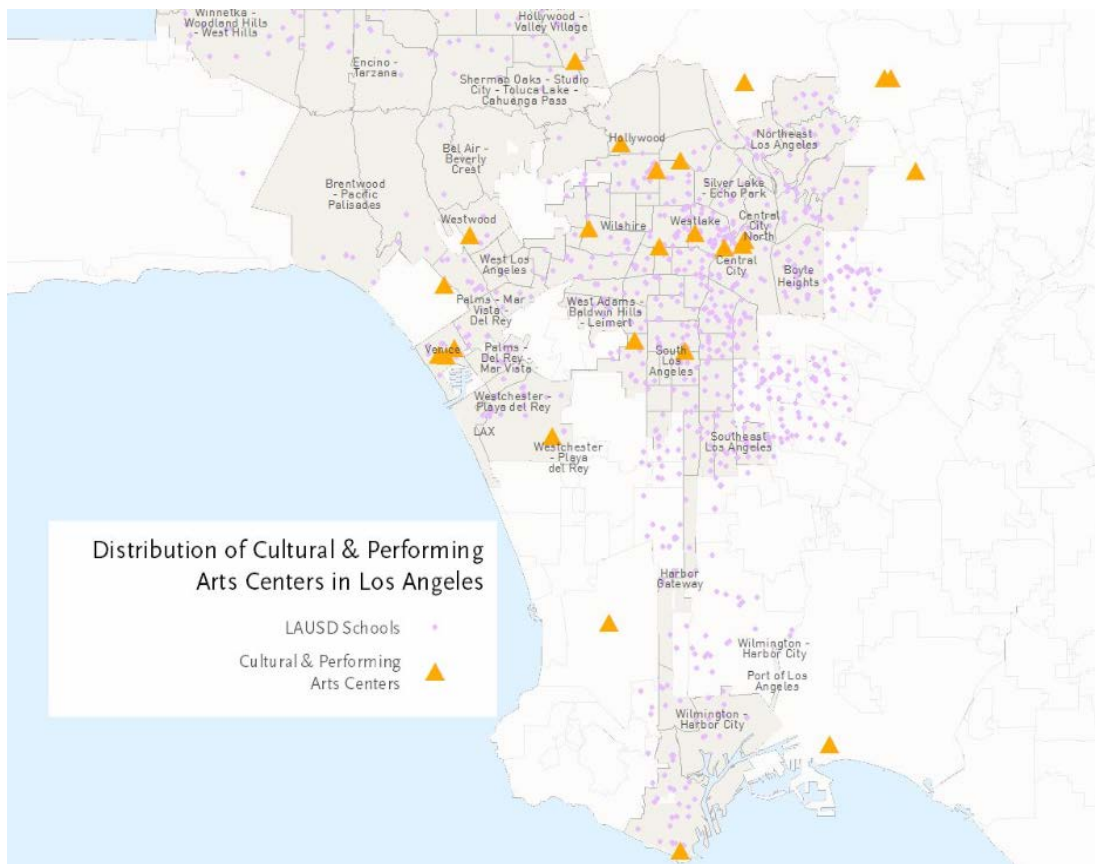 Winnetka -
Woodland Hills
- West Hills
Hollywood -
Valley Village
Encino -
Tarzana
Sherman Oaks - Studio
City - Toluca Lake -
Cahuenga Pass
Hollywood
Northeast
Los Angeles
Bel Air -
Beverly
Crest
Brentwood
- Pacific
Palisades
Silver Lake -
Echo Park
Westwood
Wilshire
Westlake
Central
City
North
West Los
Angeles
Central
City
Boyte
Heights
Palms - Mar
Vista
Del Rey
West Adams -
Baldwin Hills
- Leimert
Venice
Palms -
Del Rey -
Mar Vista
South
Los
Angeles
Westchester -
Playa del Rey
LAX
Westchester
- Playa
del Rey
Southeast
Los Angeles
Distribution of Cultural & Performing
Arts Centers in Los Angeles
LAUSD Schools
Cultural & Performing
Arts Centers
Harbor
Gateway
Wilmington -
Harbor City
Port of Los
Angeles
Wilmington -
Harbor City